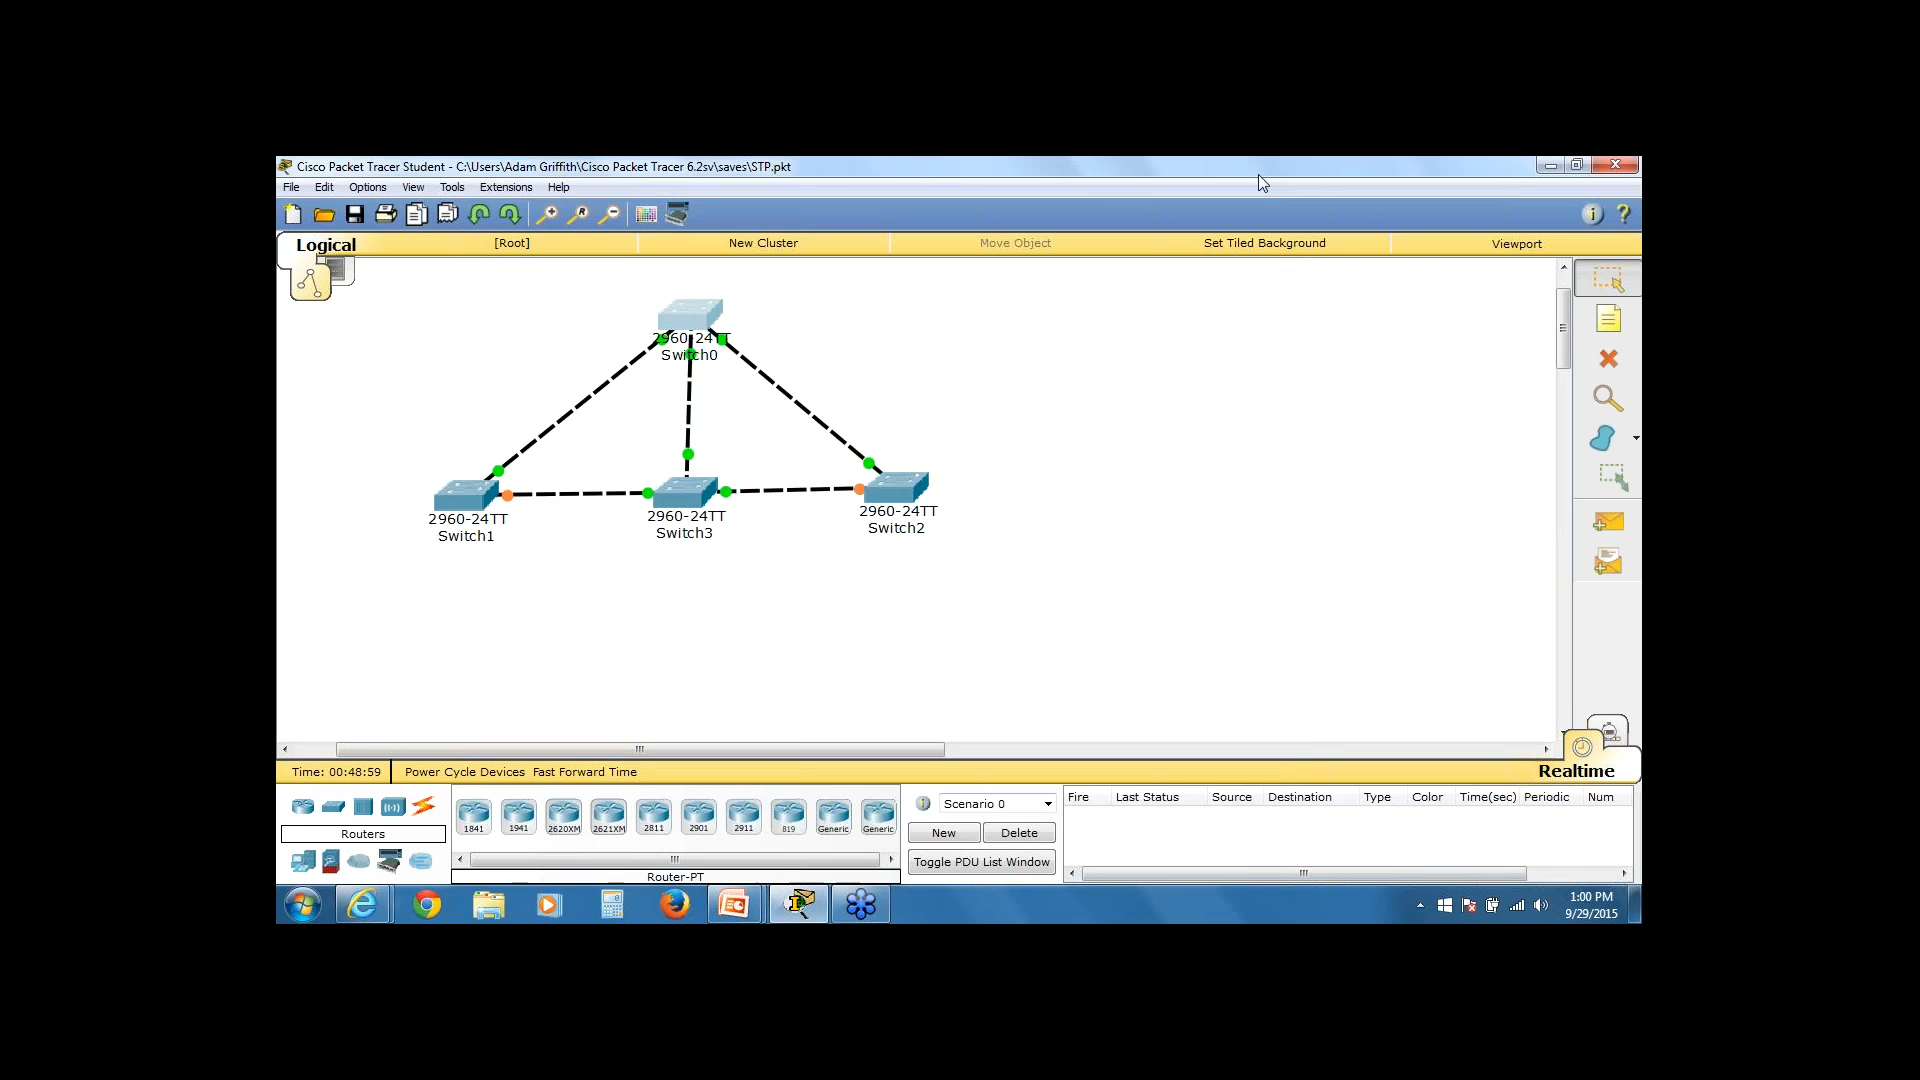 Cisco Packet Tracer Student - C:\Users\Adam Griffith\Cisco Packet Tracer 6.2sv\saves\STP.pkt
File Edit Options View Tools Extensions Help
Logical [Root] New Cluster Move Object Set Tiled Background Viewport
2960-24TT
Switch0
2960-24TT
Switch1
2960-24TT
Switch3
2960-24TT
Switch2
Realtime
Time: 00:48:59 Power Cycle Devices Fast Forward Time
Routers
1841 1941 2620XM 2621XM 2811 2901 2911 819 Generic Generic
Router-PT
Scenario 0
New Delete
Toggle PDU List Window
Fire Last Status Source Destination Type Color Time(sec) Periodic Num
1:00 PM
9/29/2015